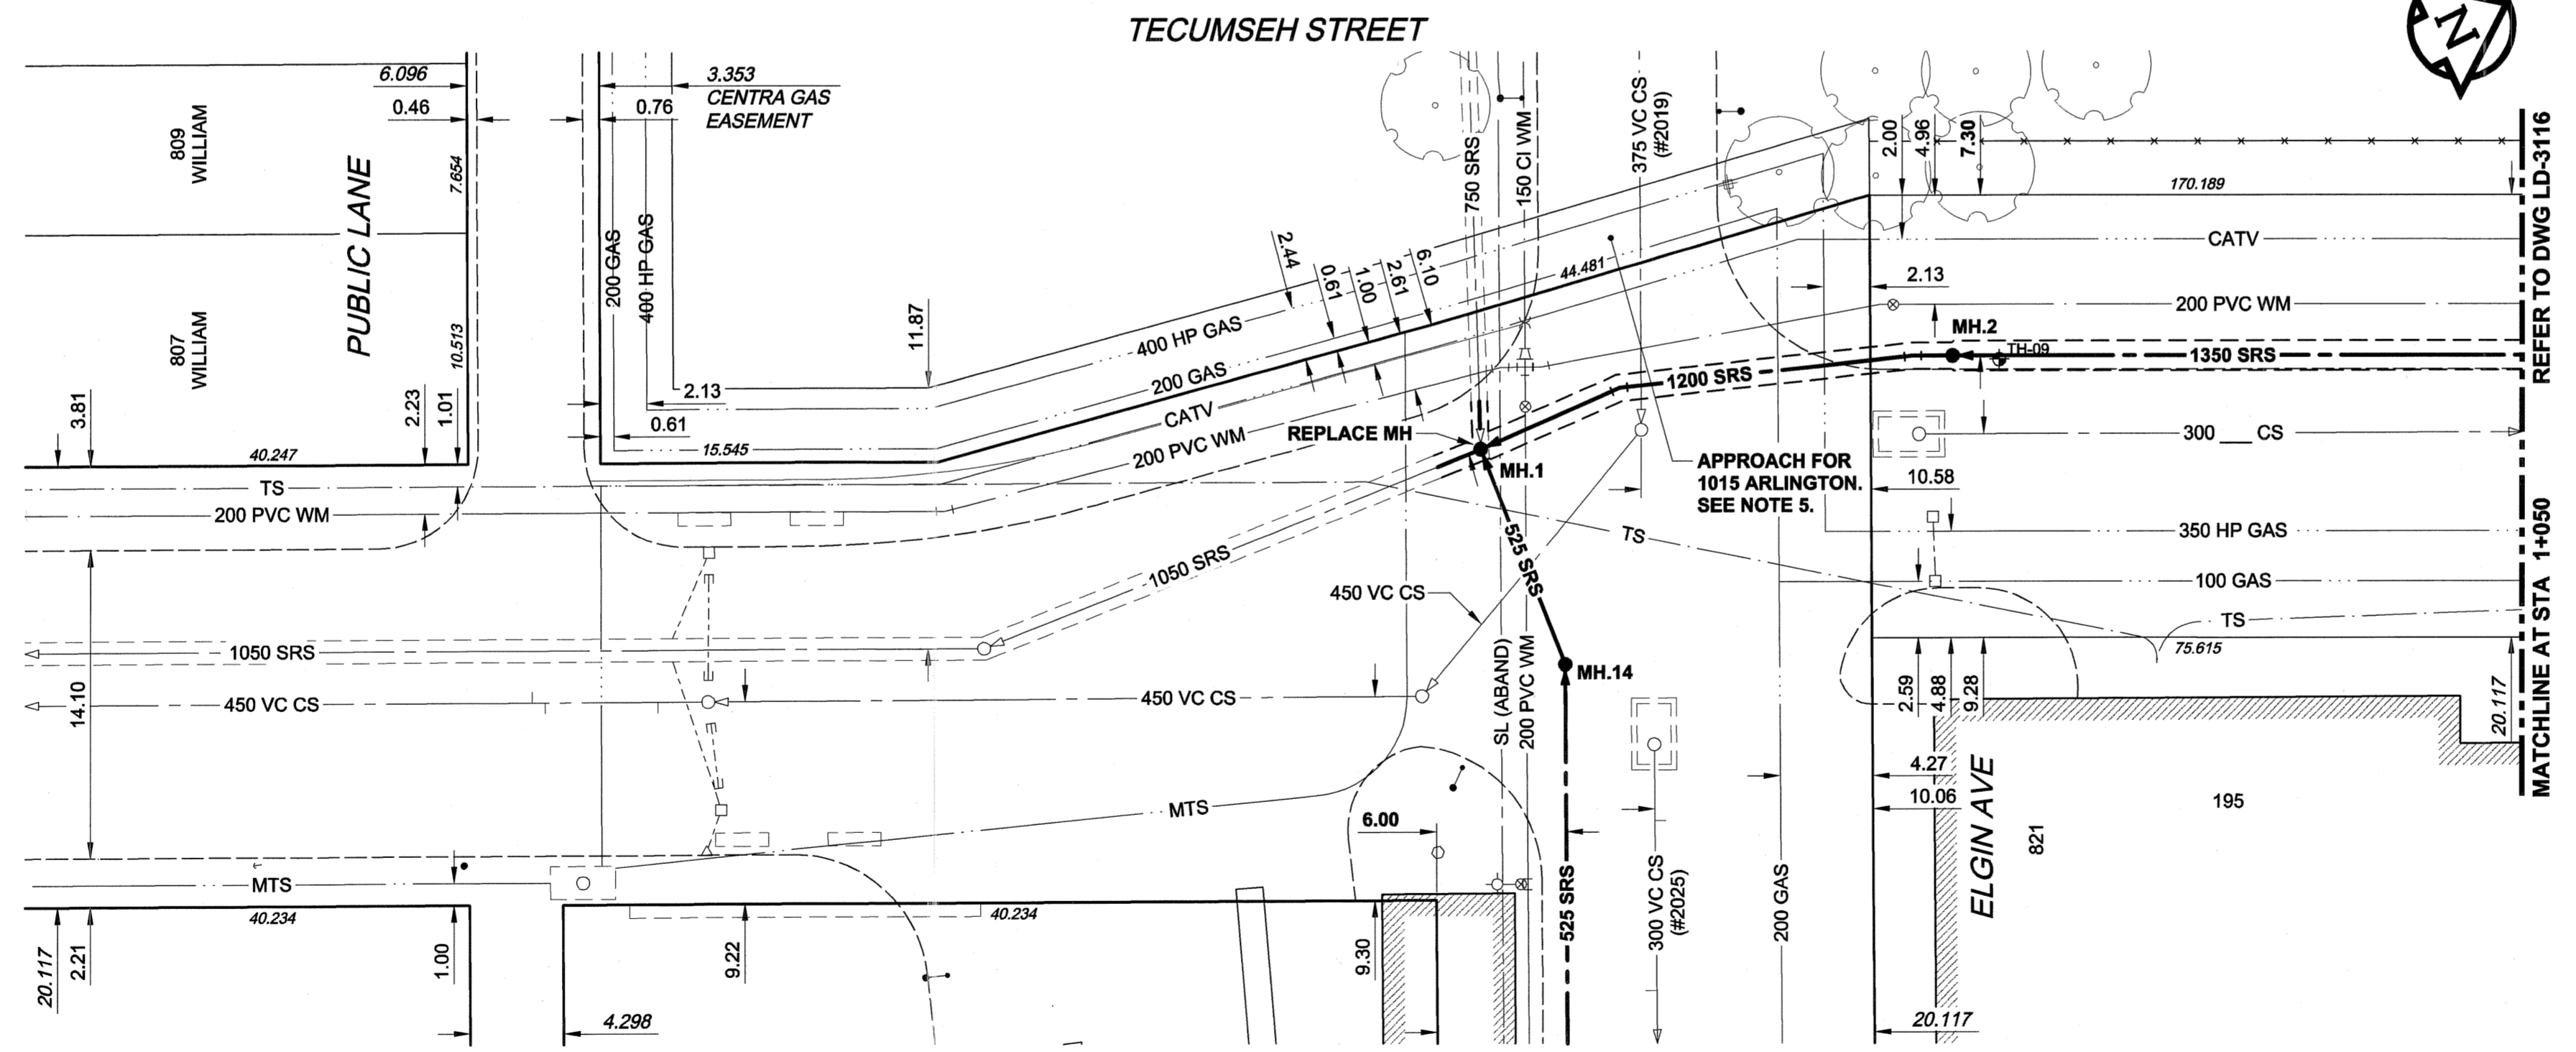 TECUMSEH STREET
N
6.096
3.353
CENTRA GAS
EASEMENT
0.46
0.76
809
WILLIAM
PUBLIC LANE
7.654
200 GAS
400 HP GAS
807
WILLIAM
10.513
11.87
2.44
0.61
1.00
2.61
6.10
44.481
750 SRS
150 CI WM
375 VC CS
(#2019)
2.00
4.96
7.30
170.189
CATV
2.13
200 PVC WM
MH.2
TH-09
1350 SRS
REFER TO DWG LD-3116
400 HP GAS
200 GAS
CATV
200 PVC WM
1200 SRS
2.13
0.61
15.545
3.81
2.23
1.01
40.247
TS
200 PVC WM
REPLACE MH
MH.1
APPROACH FOR
1015 ARLINGTON.
SEE NOTE 5.
300 ___ CS
10.58
350 HP GAS
100 GAS
TS
TS
75.615
MATCHLINE AT STA 1+050
1050 SRS
525 SRS
450 VC CS
1050 SRS
14.10
450 VC CS
450 VC CS
SL (ABAND)
200 PVC WM
MH.14
2.59
4.88
9.28
20.117
4.27
10.06
195
821
ELGIN AVE
MTS
6.00
MTS
40.234
40.234
20.117
2.21
1.00
9.22
9.30
525 SRS
300 VC CS
(#2025)
200 GAS
4.298
20.117